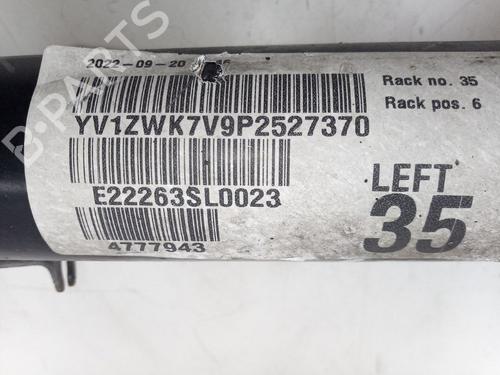 B-PARTS
2022-09-20
Rack no. 35
Rack pos. 6
YV1ZWK7V9P2527370
E22263SL0023
LEFT
35
4777943